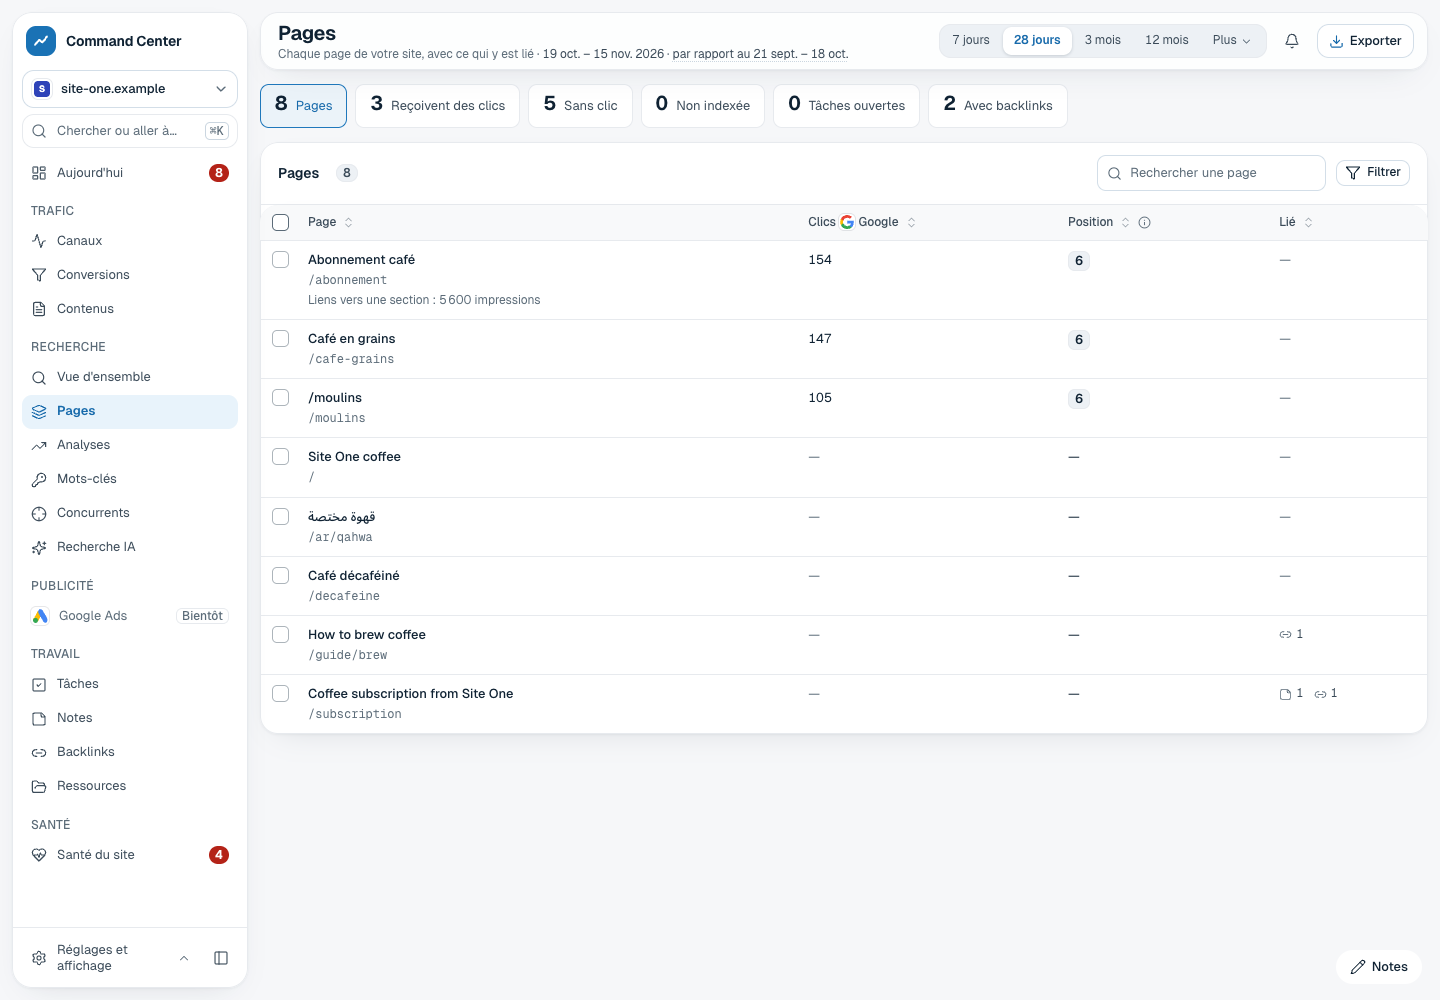 Command Center
S site-one.example
Chercher ou aller à… ⌘K
Aujourd'hui 8
TRAFIC
Canaux
Conversions
Contenus
RECHERCHE
Vue d'ensemble
Pages
Analyses
Mots-clés
Concurrents
Recherche IA
PUBLICITÉ
Google Ads Bientôt
TRAVAIL
Tâches
Notes
Backlinks
Ressources
SANTÉ
Santé du site 4
Réglages et
affichage
Pages
Chaque page de votre site, avec ce qui y est lié · 19 oct. – 15 nov. 2026 · par rapport au 21 sept. – 18 oct.
7 jours 28 jours 3 mois 12 mois Plus Exporter
8 Pages 3 Reçoivent des clics 5 Sans clic 0 Non indexée 0 Tâches ouvertes 2 Avec backlinks
Pages 8 Rechercher une page Filtrer
Page Clics Google Position Lié
Abonnement café 154 6 —
/abonnement
Liens vers une section : 5 600 impressions
Café en grains 147 6 —
/cafe-grains
/moulins 105 6 —
/moulins
Site One coffee — — —
/
قهوة مختصة — — —
/ar/qahwa
Café décaféiné — — —
/decafeine
How to brew coffee — — 1
/guide/brew
Coffee subscription from Site One — — 1 1
/subscription
Notes